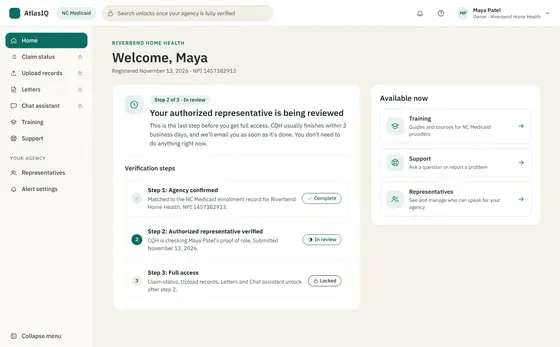 AtlasIQ
NC Medicaid
Search unlocks once your agency is fully verified
MP
Maya Patel
Owner · Riverbend Home Health
Home
Claim status
Upload records
Letters
Chat assistant
Training
Support
YOUR AGENCY
Representatives
Alert settings
Collapse menu
RIVERBEND HOME HEALTH
Welcome, Maya
Registered November 13, 2026 · NPI 1457382913
Step 2 of 3 · In review
Your authorized representative is being reviewed
This is the last step before you get full access. CQH usually finishes within 2
business days, and we'll email you as soon as it's done. You don't need to
do anything right now.
Verification steps
Step 1: Agency confirmed
Matched to the NC Medicaid enrollment record for Riverbend
Home Health, NPI 1457382913.
Complete
2
Step 2: Authorized representative verified
CQH is checking Maya Patel's proof of role. Submitted
November 13, 2026.
In review
3
Step 3: Full access
Claim status, Upload records, Letters and Chat assistant unlock
after step 2.
Locked
Available now
Training
Guides and courses for NC Medicaid
providers
Support
Ask a question or report a problem
Representatives
See and manage who can speak for your
agency